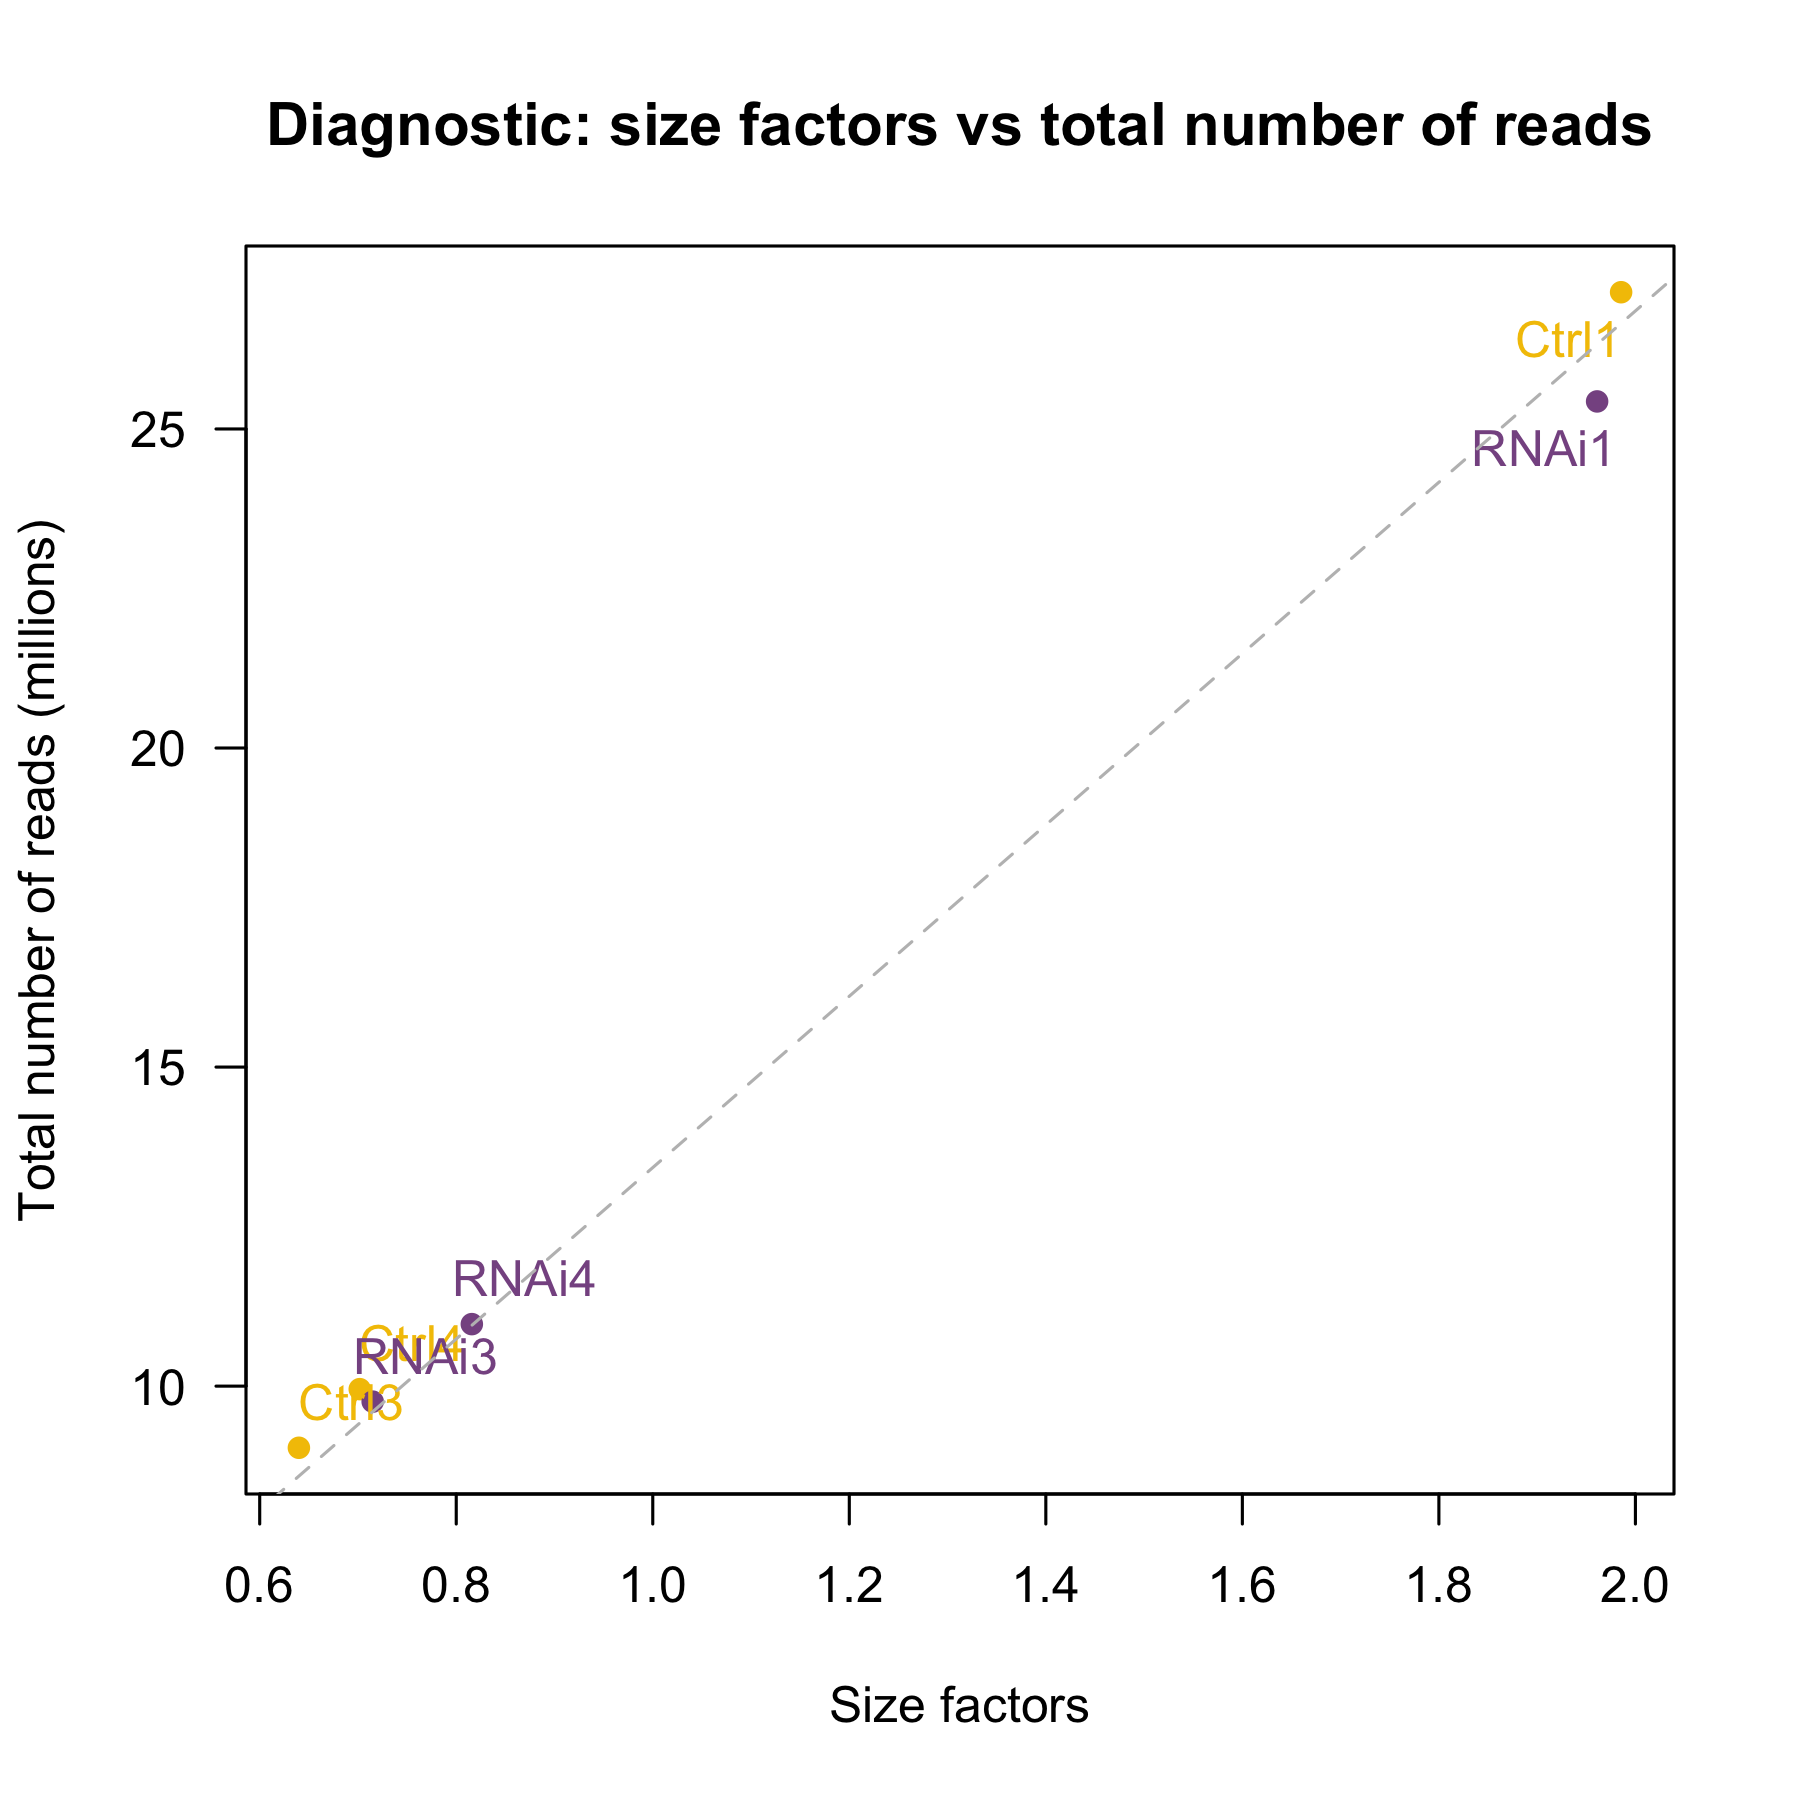 Diagnostic: size factors vs total number of reads
Total number of reads (millions)
25
20
15
10
Ctrl1
RNAi1
RNAi4
Ctrl4
RNAi3
Ctrl3
0.6 0.8 1.0 1.2 1.4 1.6 1.8 2.0
Size factors